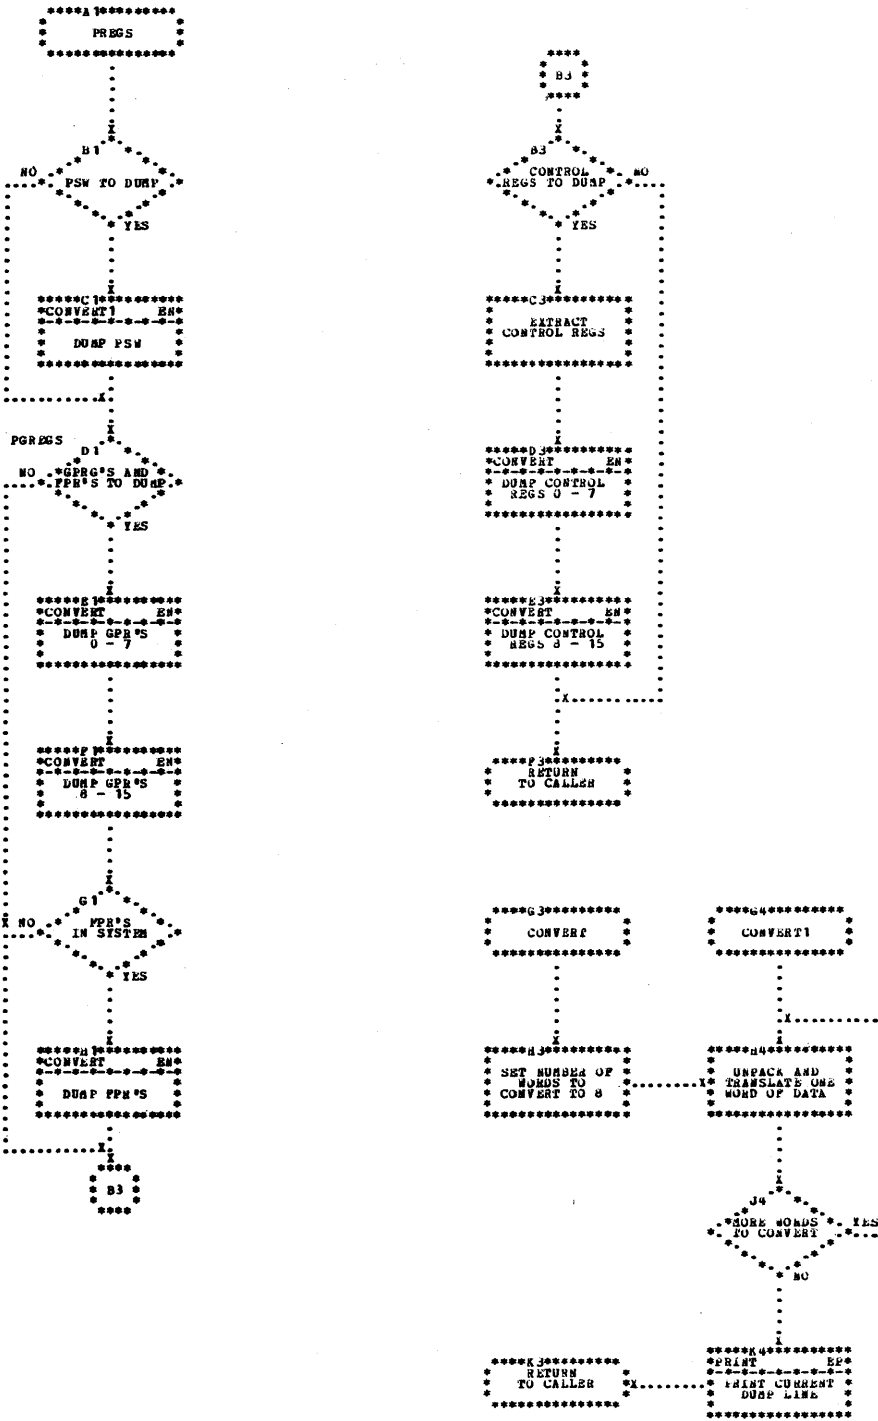 A1
PREGS
B1
NO
PSW TO DUMP
YES
C1
CONVERT1 EN
DUMP PSW
PGREGS
D1
NO
GPRG'S AND
FPR'S TO DUMP
YES
E1
CONVERT EN
DUMP GPR'S
0 - 7
F1
CONVERT EN
DUMP GPR'S
8 - 15
G1
NO
FPR'S
IN SYSTEM
YES
H1
CONVERT EN
DUMP FPR'S
B3
B3
B3
CONTROL
REGS TO DUMP
NO
YES
C3
EXTRACT
CONTROL REGS
D3
CONVERT EN
DUMP CONTROL
REGS 0 - 7
E3
CONVERT EN
DUMP CONTROL
REGS 8 - 15
F3
RETURN
TO CALLER
G3
CONVERT
H3
SET NUMBER OF
WORDS TO
CONVERT TO 8
G4
CONVERT1
H4
UNPACK AND
TRANSLATE ONE
WORD OF DATA
J4
MORE WORDS
TO CONVERT
YES
NO
K4
PRINT EP
PRINT CURRENT
DUMP LINE
K3
RETURN
TO CALLER